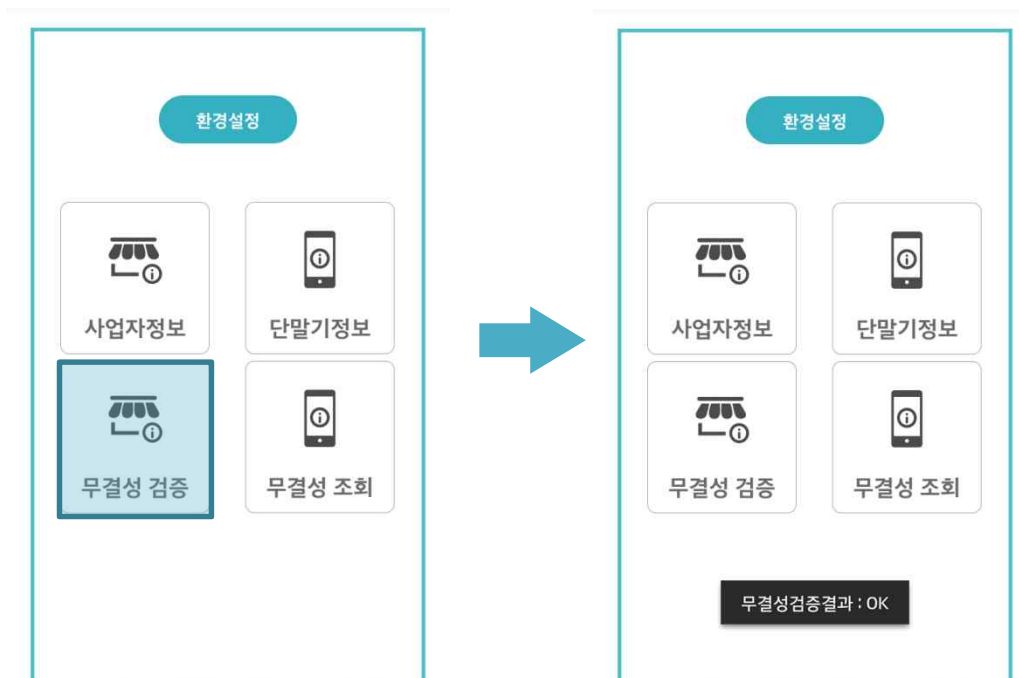 환경설정
사업자정보
단말기정보
무결성 검증
무결성 조회
환경설정
사업자정보
단말기정보
무결성 검증
무결성 조회
무결성검증결과 : OK